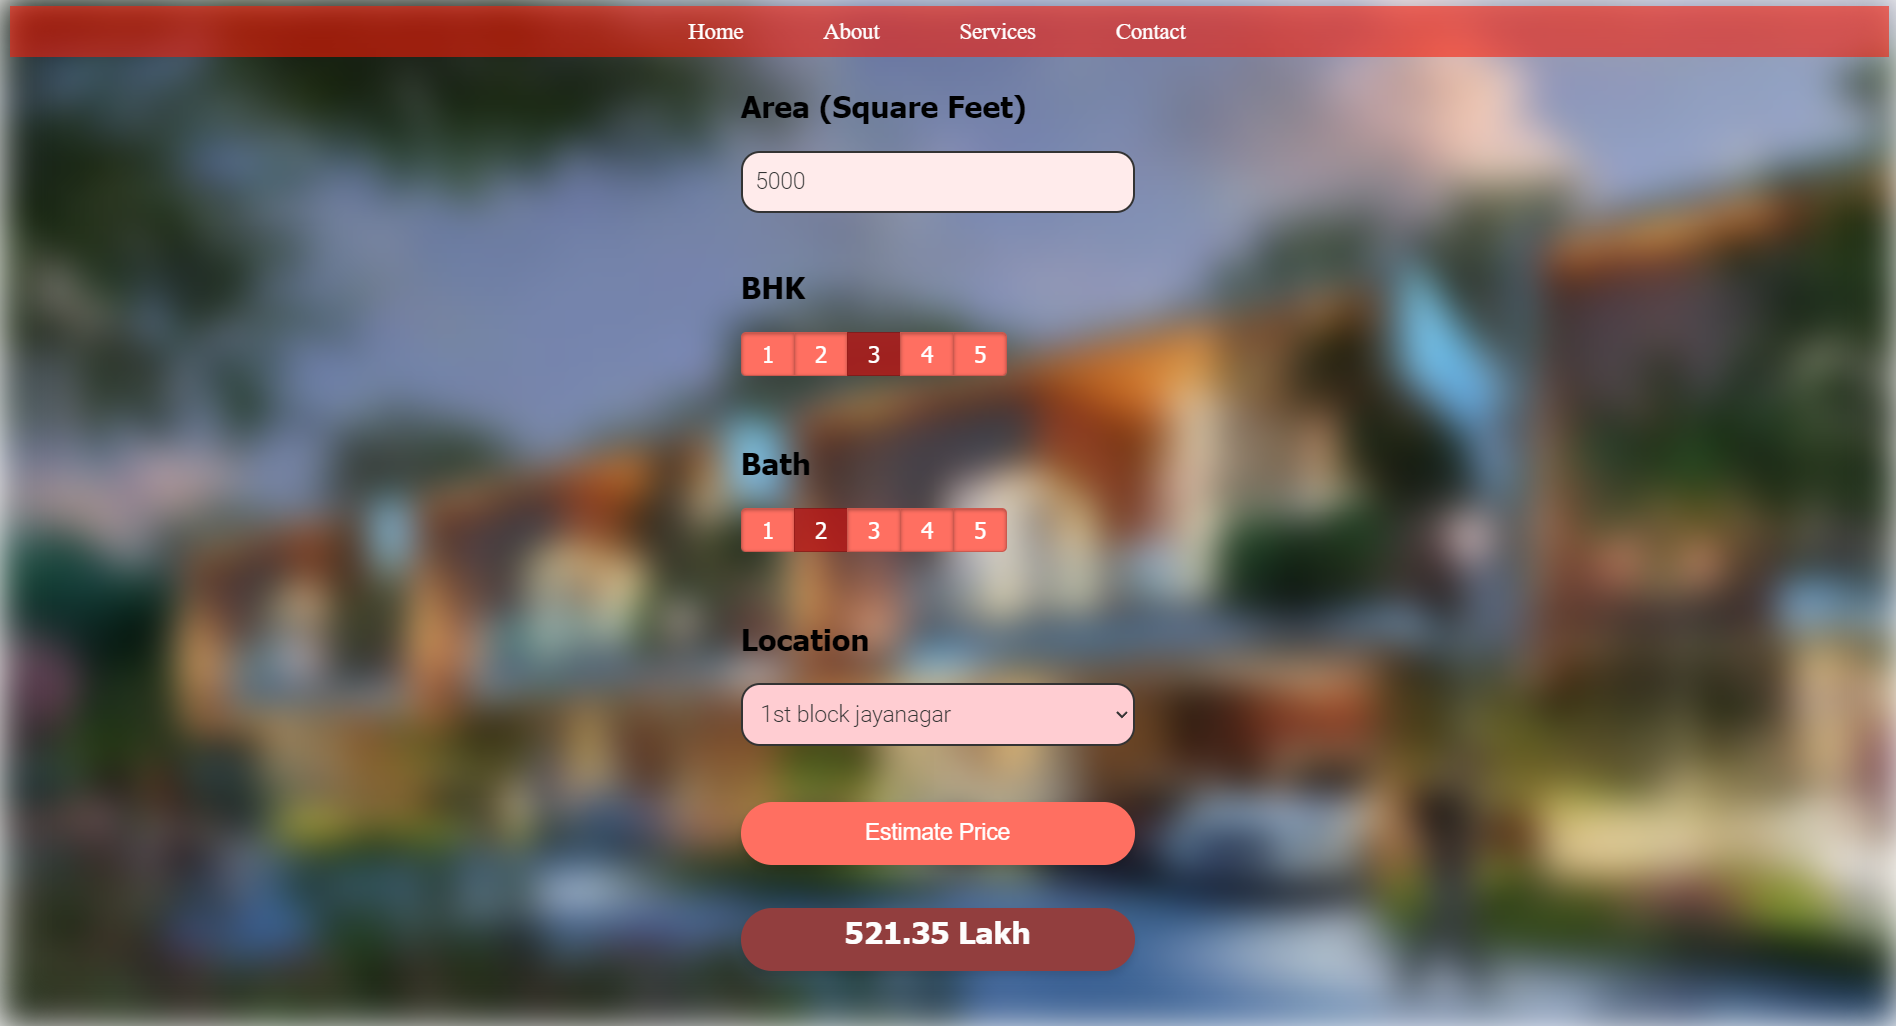 Home About Services Contact
Area (Square Feet)
5000
BHK
1 2 3 4 5
Bath
1 2 3 4 5
Location
1st block jayanagar
Estimate Price
521.35 Lakh